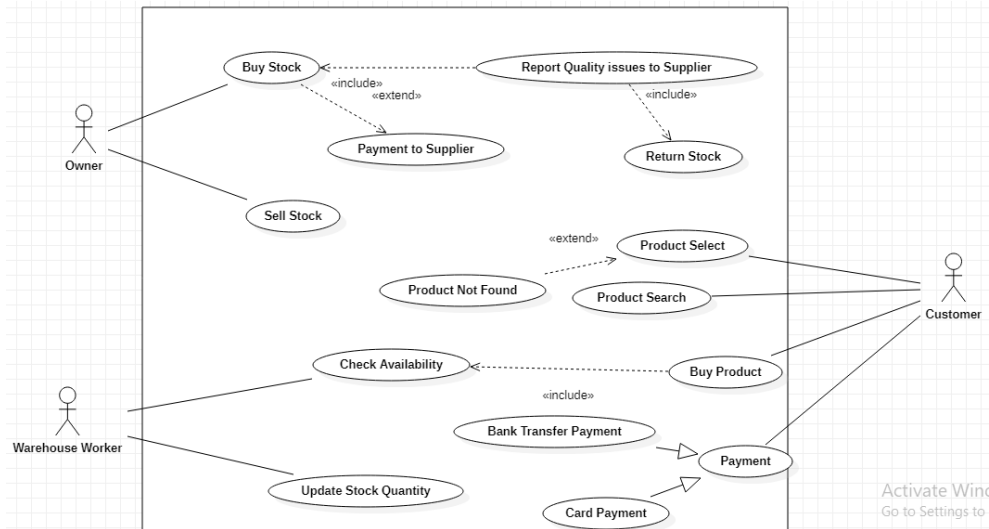 Buy Stock
Report Quality issues to Supplier
«include»
«extend»
«include»
Owner
Payment to Supplier
Return Stock
Sell Stock
«extend»
Product Select
Product Not Found
Product Search
Customer
Check Availability
Buy Product
«include»
Warehouse Worker
Bank Transfer Payment
Payment
Update Stock Quantity
Activate Win
Card Payment
Go to Settings to